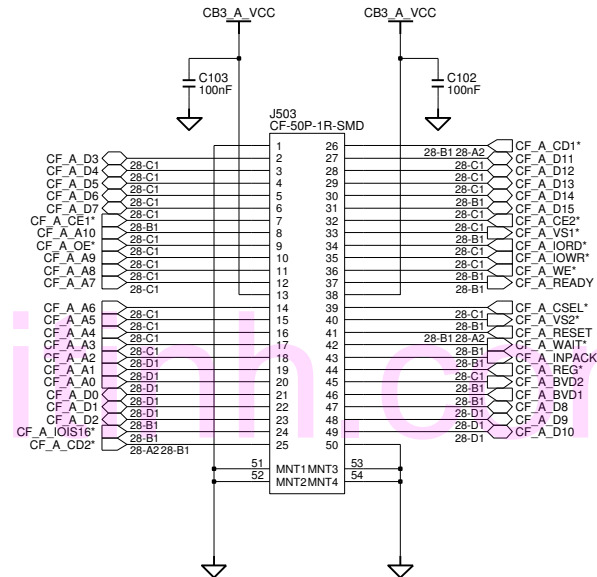 CB3_A_VCC
CB3_A_VCC
C103
100nF
C102
100nF
J503
CF-50P-1R-SMD
1 26 28-B1 28-A2 CF_A_CD1*
CF_A_D3 28-C1 2 27 28-C1 CF_A_D11
CF_A_D4 28-C1 3 28 28-C1 CF_A_D12
CF_A_D5 28-C1 4 29 28-C1 CF_A_D13
CF_A_D6 28-C1 5 30 28-B1 CF_A_D14
CF_A_D7 28-C1 6 31 28-C1 CF_A_D15
CF_A_CE1* 28-B1 7 32 28-B1 CF_A_CE2*
CF_A_A10 28-C1 8 33 28-C1 CF_A_VS1*
CF_A_OE* 28-C1 9 34 28-B1 CF_A_IORD*
CF_A_A9 28-C1 10 35 28-C1 CF_A_IOWR*
CF_A_A8 28-C1 11 36 28-B1 CF_A_WE*
CF_A_A7 28-C1 12 37 28-B1 CF_A_READY
13 38
CF_A_A6 28-C1 14 39 28-C1 CF_A_CSEL*
CF_A_A5 28-C1 15 40 28-B1 CF_A_VS2*
CF_A_A4 28-C1 16 41 28-B1 28-A2 CF_A_RESET
CF_A_A3 28-C1 17 42 28-B1 CF_A_WAIT*
CF_A_A2 28-D1 18 43 28-B1 CF_A_INPACK
CF_A_A1 28-D1 19 44 28-C1 CF_A_REG*
CF_A_A0 28-D1 20 45 28-B1 CF_A_BVD2
CF_A_D0 28-D1 21 46 28-B1 CF_A_BVD1
CF_A_D1 28-D1 22 47 28-D1 CF_A_D8
CF_A_D2 28-B1 23 48 28-D1 CF_A_D9
CF_A_IOIS16* 28-B1 24 49 28-D1 CF_A_D10
CF_A_CD2* 28-A2 28-B1 25 50
51 MNT1 MNT3 53
52 MNT2 MNT4 54